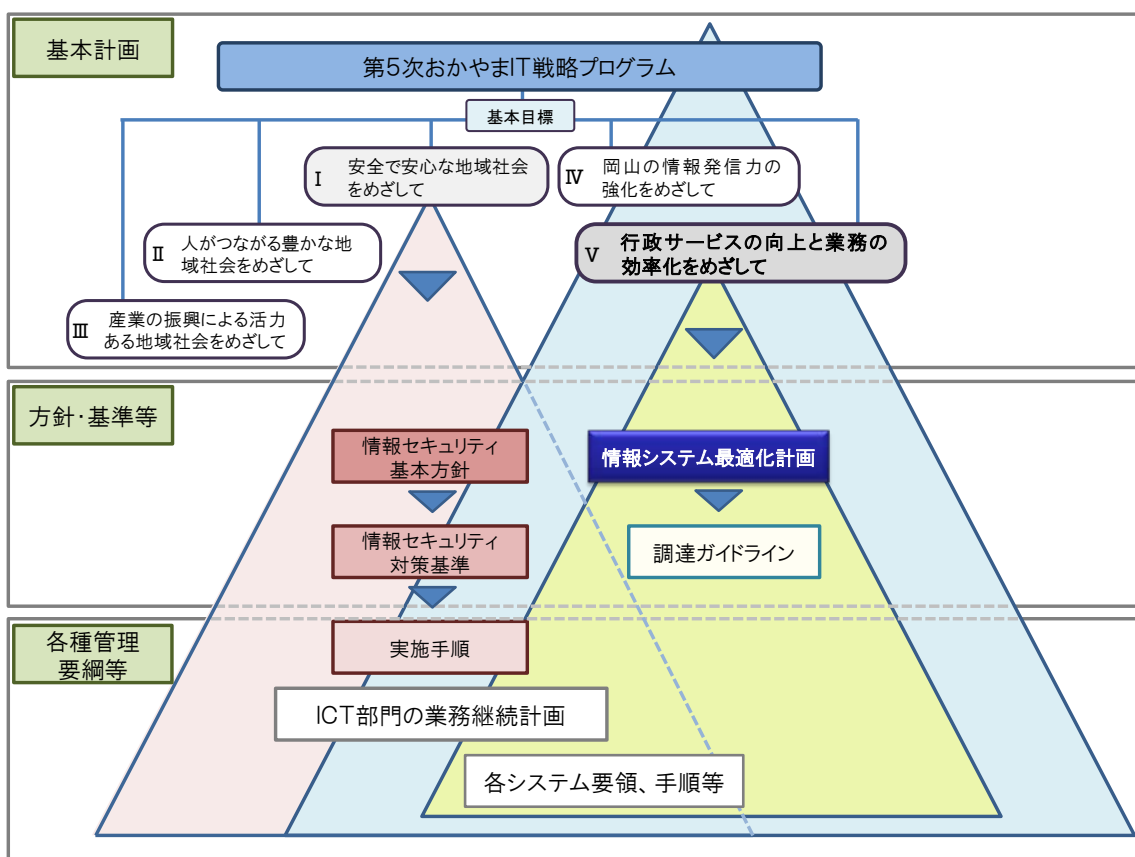 基本計画
第5次おかやまIT戦略プログラム
基本目標
Ⅰ 安全で安心な地域社会
をめざして
Ⅳ 岡山の情報発信力の
強化をめざして
Ⅱ 人がつながる豊かな地
域社会をめざして
Ⅴ 行政サービスの向上と業務の
効率化をめざして
Ⅲ 産業の振興による活力
ある地域社会をめざして
方針・基準等
情報セキュリティ
基本方針
情報システム最適化計画
情報セキュリティ
対策基準
調達ガイドライン
各種管理
要綱等
実施手順
ICT部門の業務継続計画
各システム要領、手順等